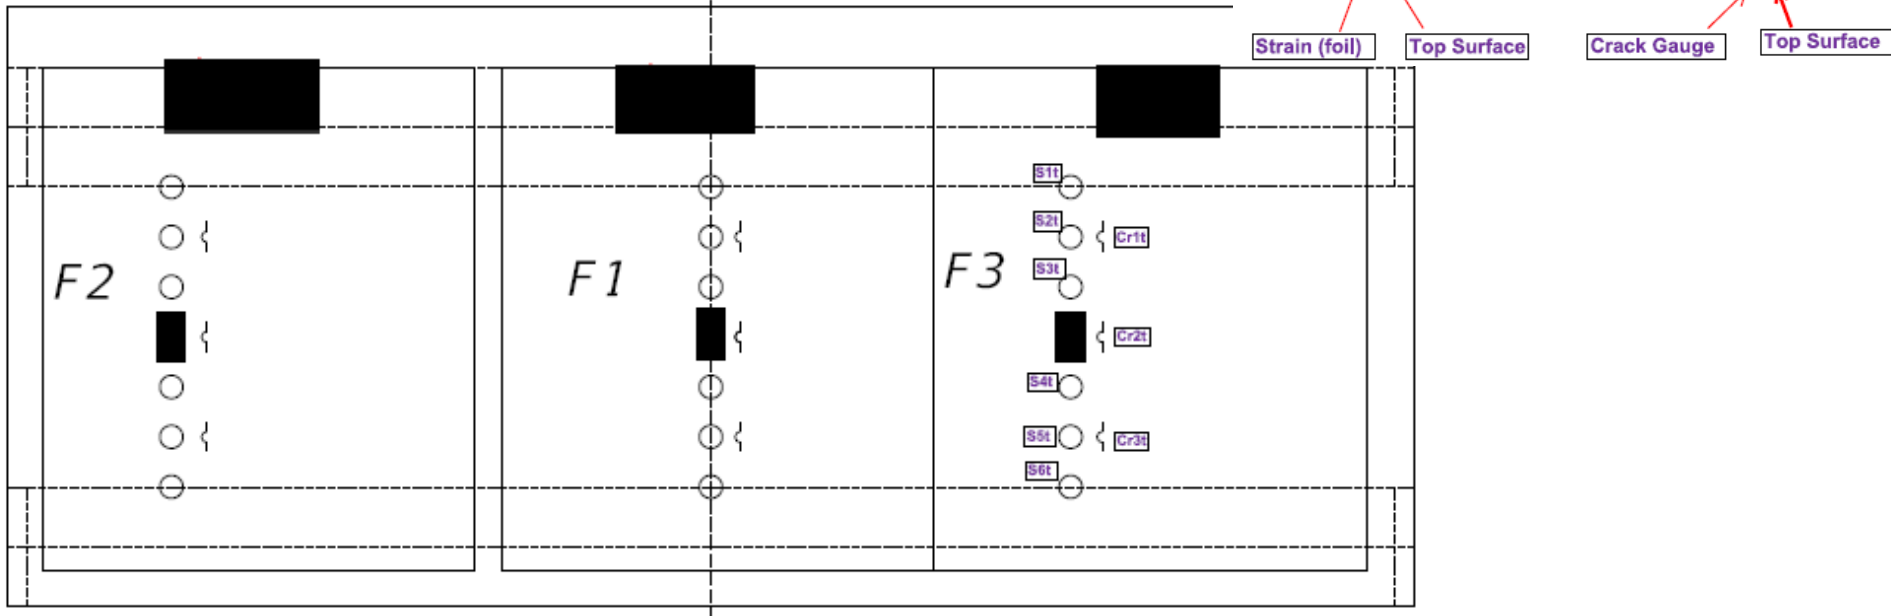 Strain (foil)
Top Surface
Crack Gauge
Top Surface
F2
F1
F3
S1t
S2t
Cr1t
S3t
Cr2t
S4t
S5t
Cr3t
S6t